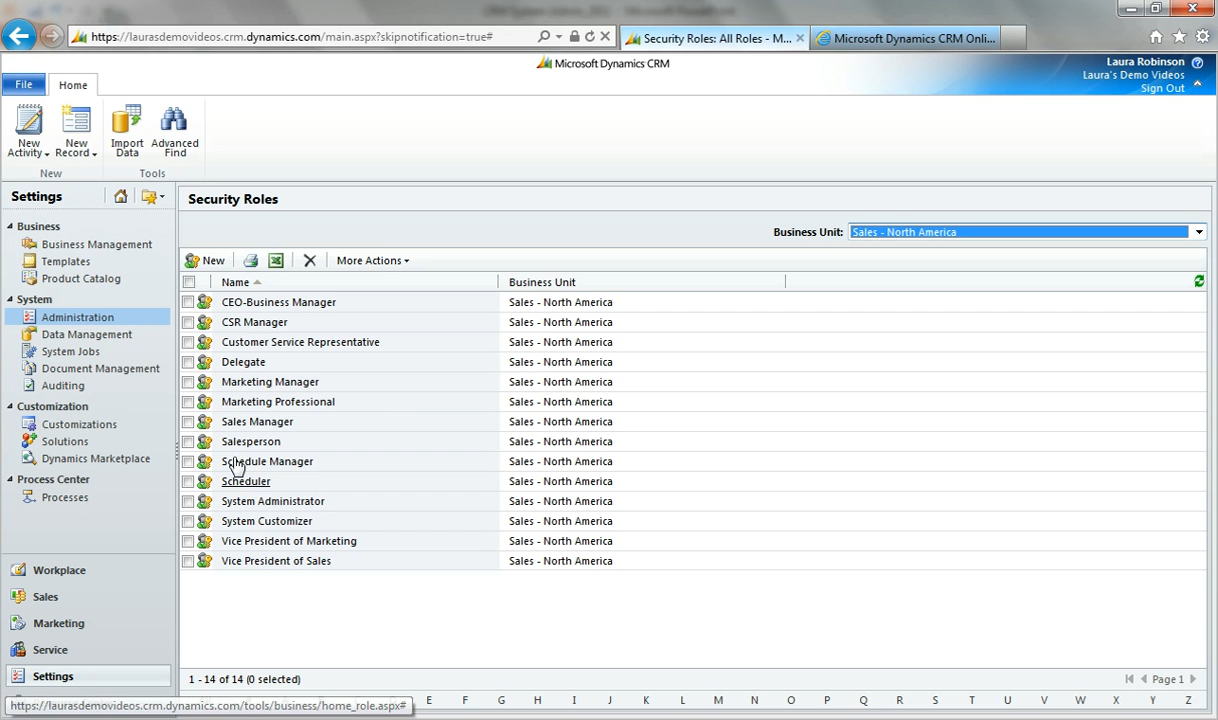 https://laurasdemovideos.crm.dynamics.com/main.aspx?skipnotification=true#
Security Roles: All Roles - M...
Microsoft Dynamics CRM Onli...
Microsoft Dynamics CRM
Laura Robinson
Laura's Demo Videos
Sign Out
File
Home
New Activity
New Record
Import Data
Advanced Find
New
Tools
Settings
Business
Business Management
Templates
Product Catalog
System
Administration
Data Management
System Jobs
Document Management
Auditing
Customization
Customizations
Solutions
Dynamics Marketplace
Process Center
Processes
Workplace
Sales
Marketing
Service
Settings
Security Roles
Business Unit: Sales - North America
New
More Actions
Name Business Unit
CEO-Business Manager Sales - North America
CSR Manager Sales - North America
Customer Service Representative Sales - North America
Delegate Sales - North America
Marketing Manager Sales - North America
Marketing Professional Sales - North America
Sales Manager Sales - North America
Salesperson Sales - North America
Schedule Manager Sales - North America
Scheduler Sales - North America
System Administrator Sales - North America
System Customizer Sales - North America
Vice President of Marketing Sales - North America
Vice President of Sales Sales - North America
1 - 14 of 14 (0 selected)
Page 1
E F G H I J K L M N O P Q R S T U V W X Y Z
https://laurasdemovideos.crm.dynamics.com/tools/business/home_role.aspx#